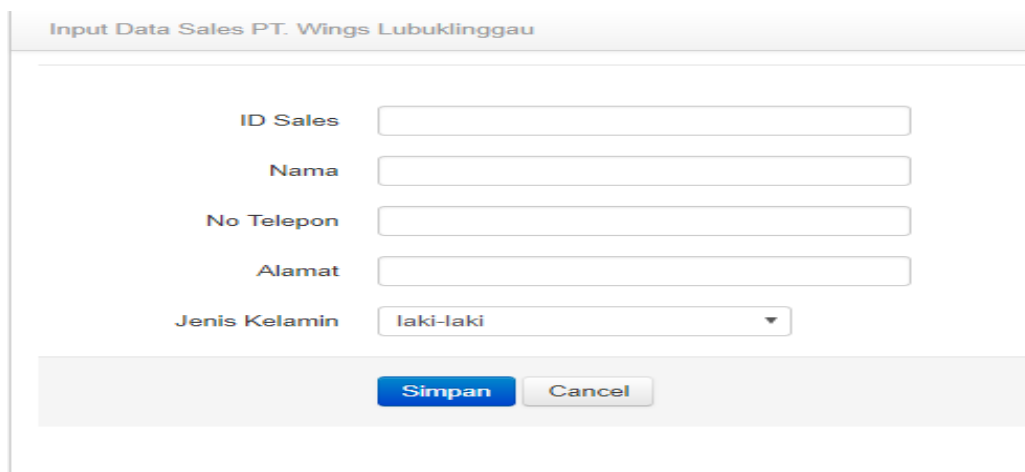 Input Data Sales PT. Wings Lubuklinggau
ID Sales
Nama
No Telepon
Alamat
Jenis Kelamin laki-laki
Simpan Cancel